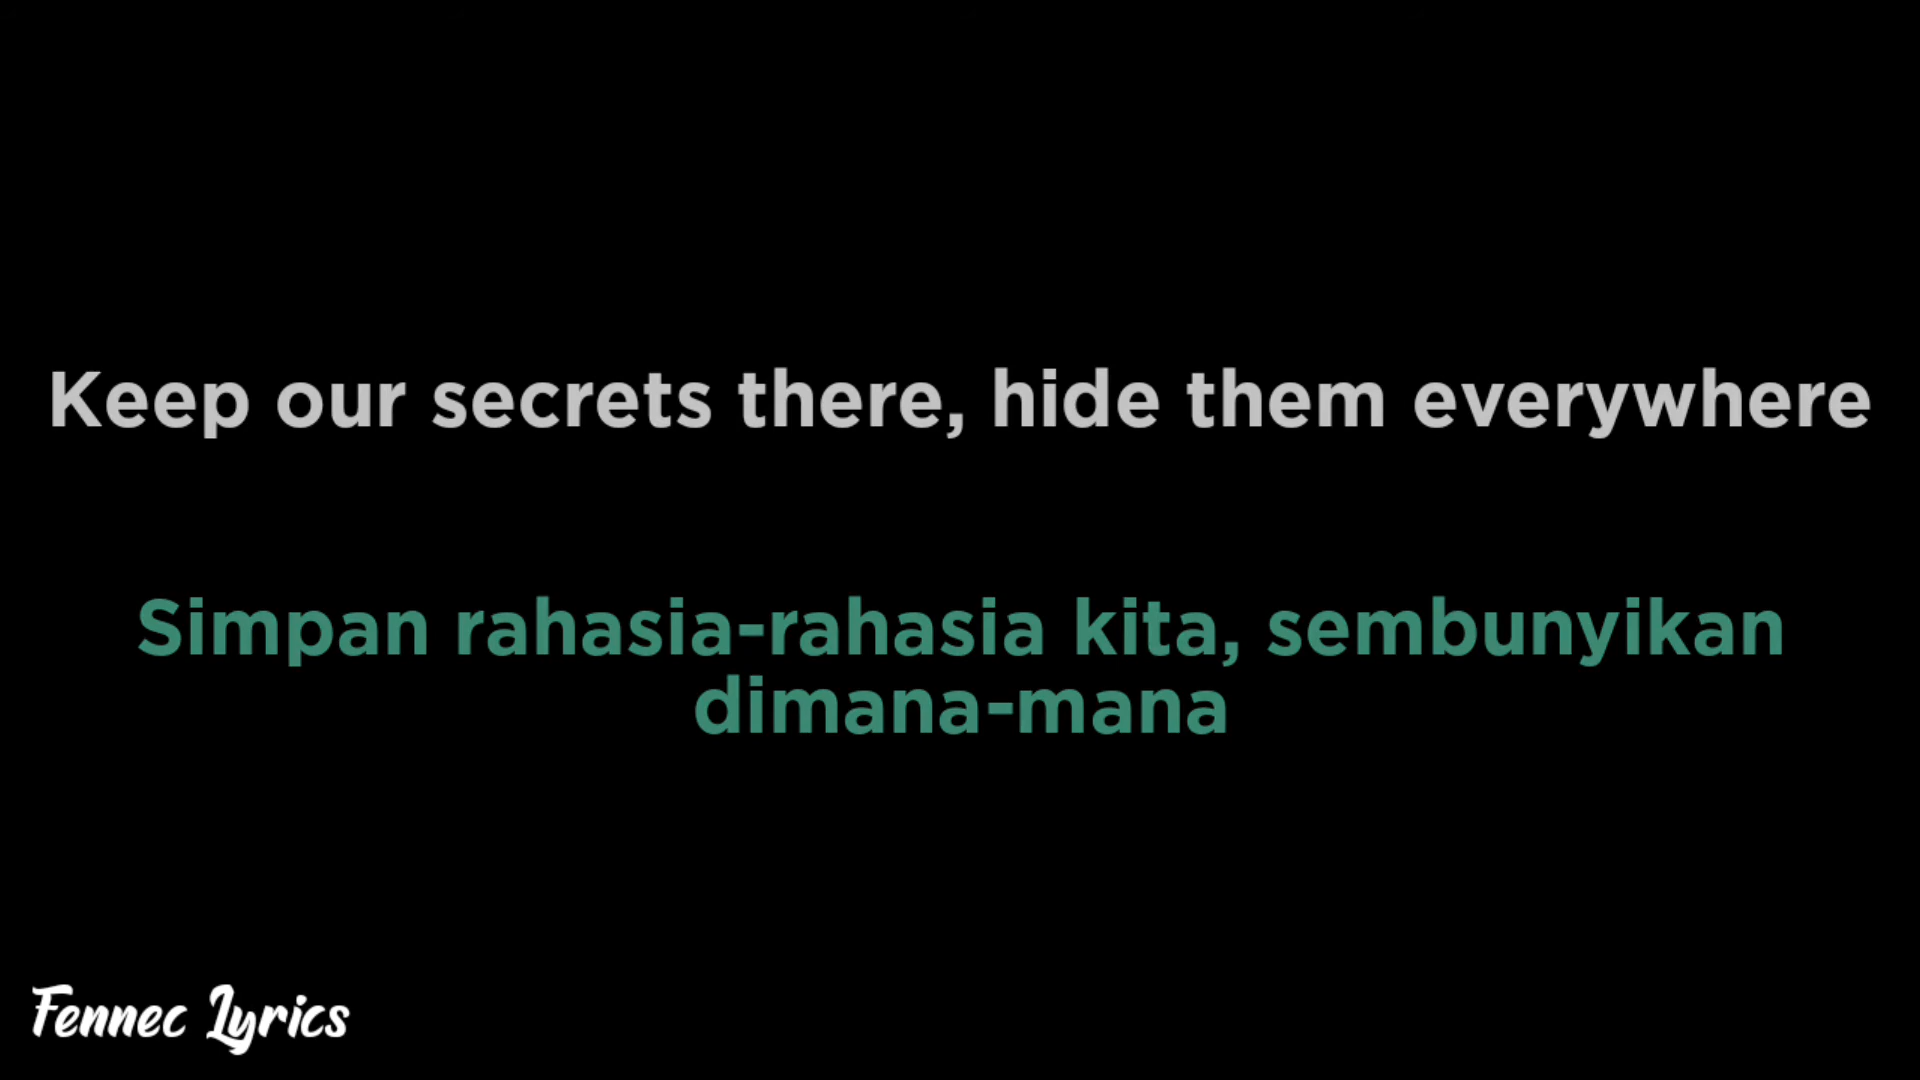 Keep our secrets there, hide them everywhere
Simpan rahasia-rahasia kita, sembunyikan
dimana-mana
Fennec Lyrics